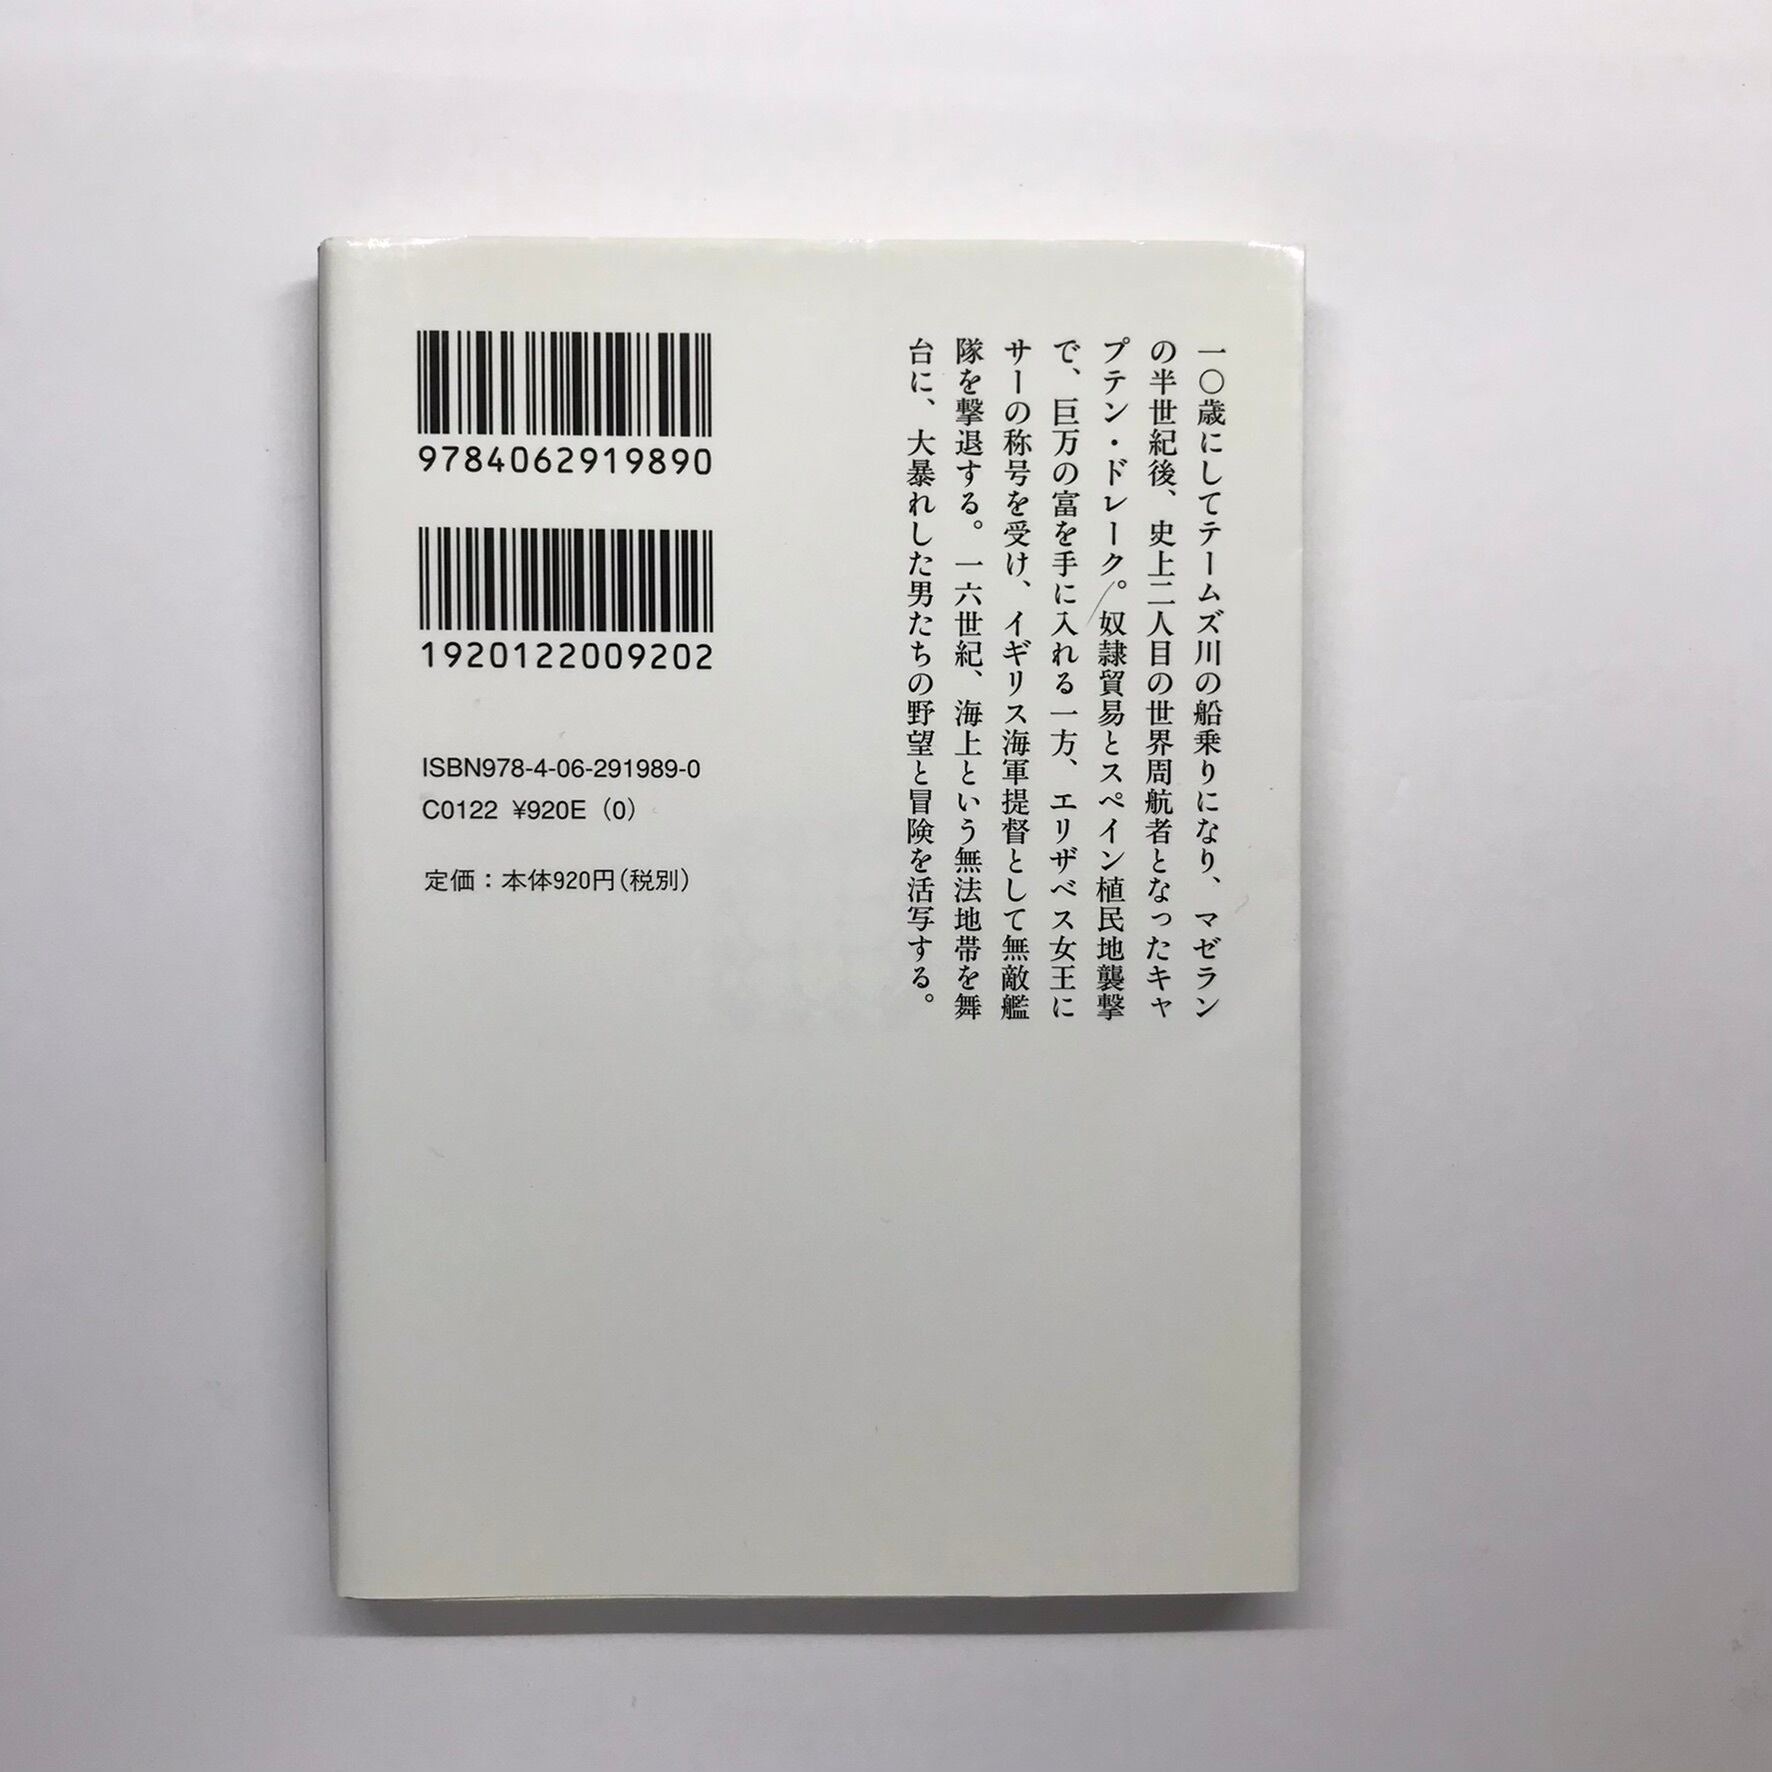 一〇歳にしてテームズ川の船乗りになり、マゼラン
の半世紀後、史上二人目の世界周航者となったキャ
プテン・ドレーク。奴隷貿易とスペイン植民地襲撃
で、巨万の富を手に入れる一方、エリザベス女王に
サーの称号を受け、イギリス海軍提督として無敵艦
隊を撃退する。一六世紀、海上という無法地帯を舞
台に、大暴れした男たちの野望と冒険を活写する。
9784062919890
1920122009202
ISBN978-4-06-291989-0
C0122 ¥920E (0)
定価：本体920円(税別)